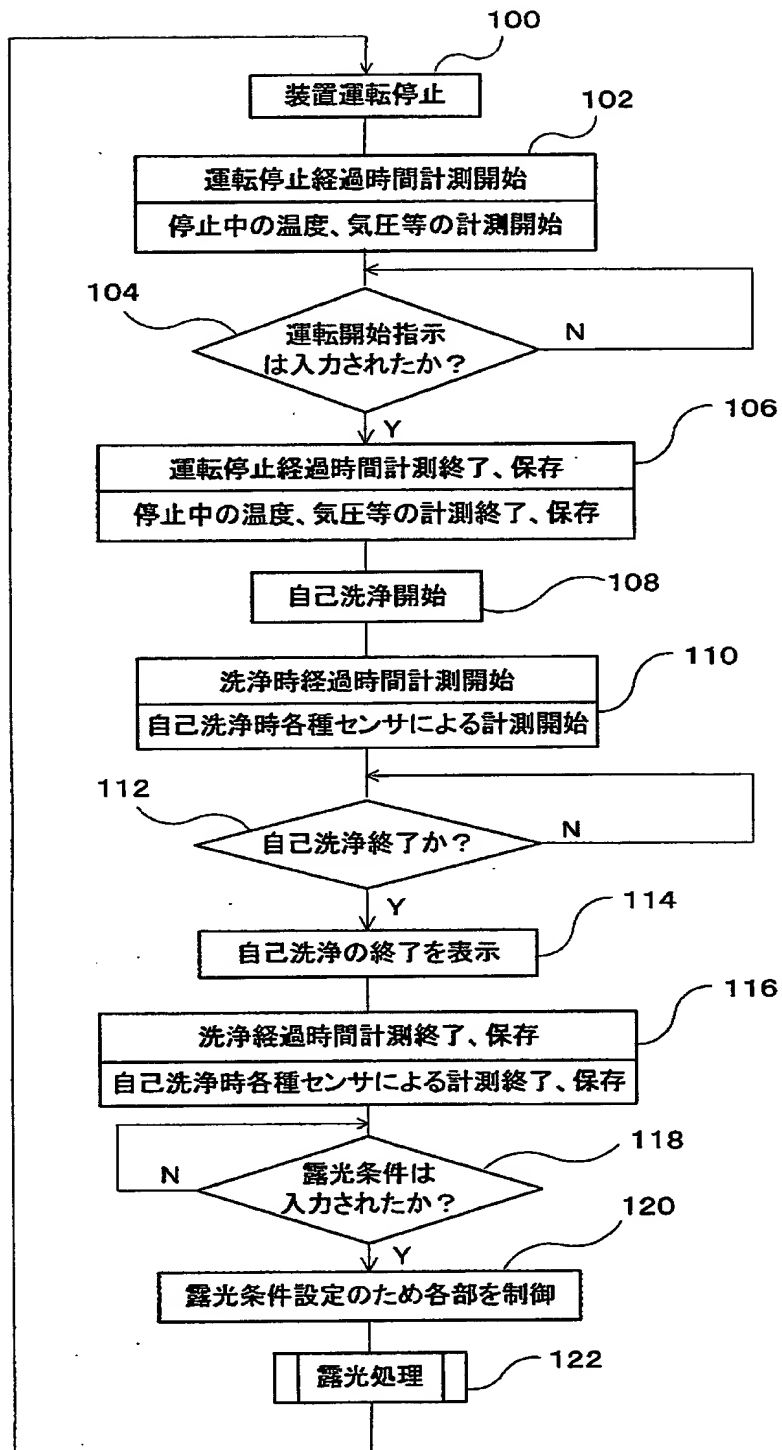 100
装置運転停止
102
運転停止経過時間計測開始
停止中の温度、気圧等の計測開始
104
運転開始指示
は入力されたか？
N
Y
106
運転停止経過時間計測終了、保存
停止中の温度、気圧等の計測終了、保存
自己洗浄開始
108
110
洗浄時経過時間計測開始
自己洗浄時各種センサによる計測開始
112
自己洗浄終了か？
N
Y
114
自己洗浄の終了を表示
116
洗浄経過時間計測終了、保存
自己洗浄時各種センサによる計測終了、保存
118
露光条件は
入力されたか？
N
Y
120
露光条件設定のため各部を制御
露光処理
122